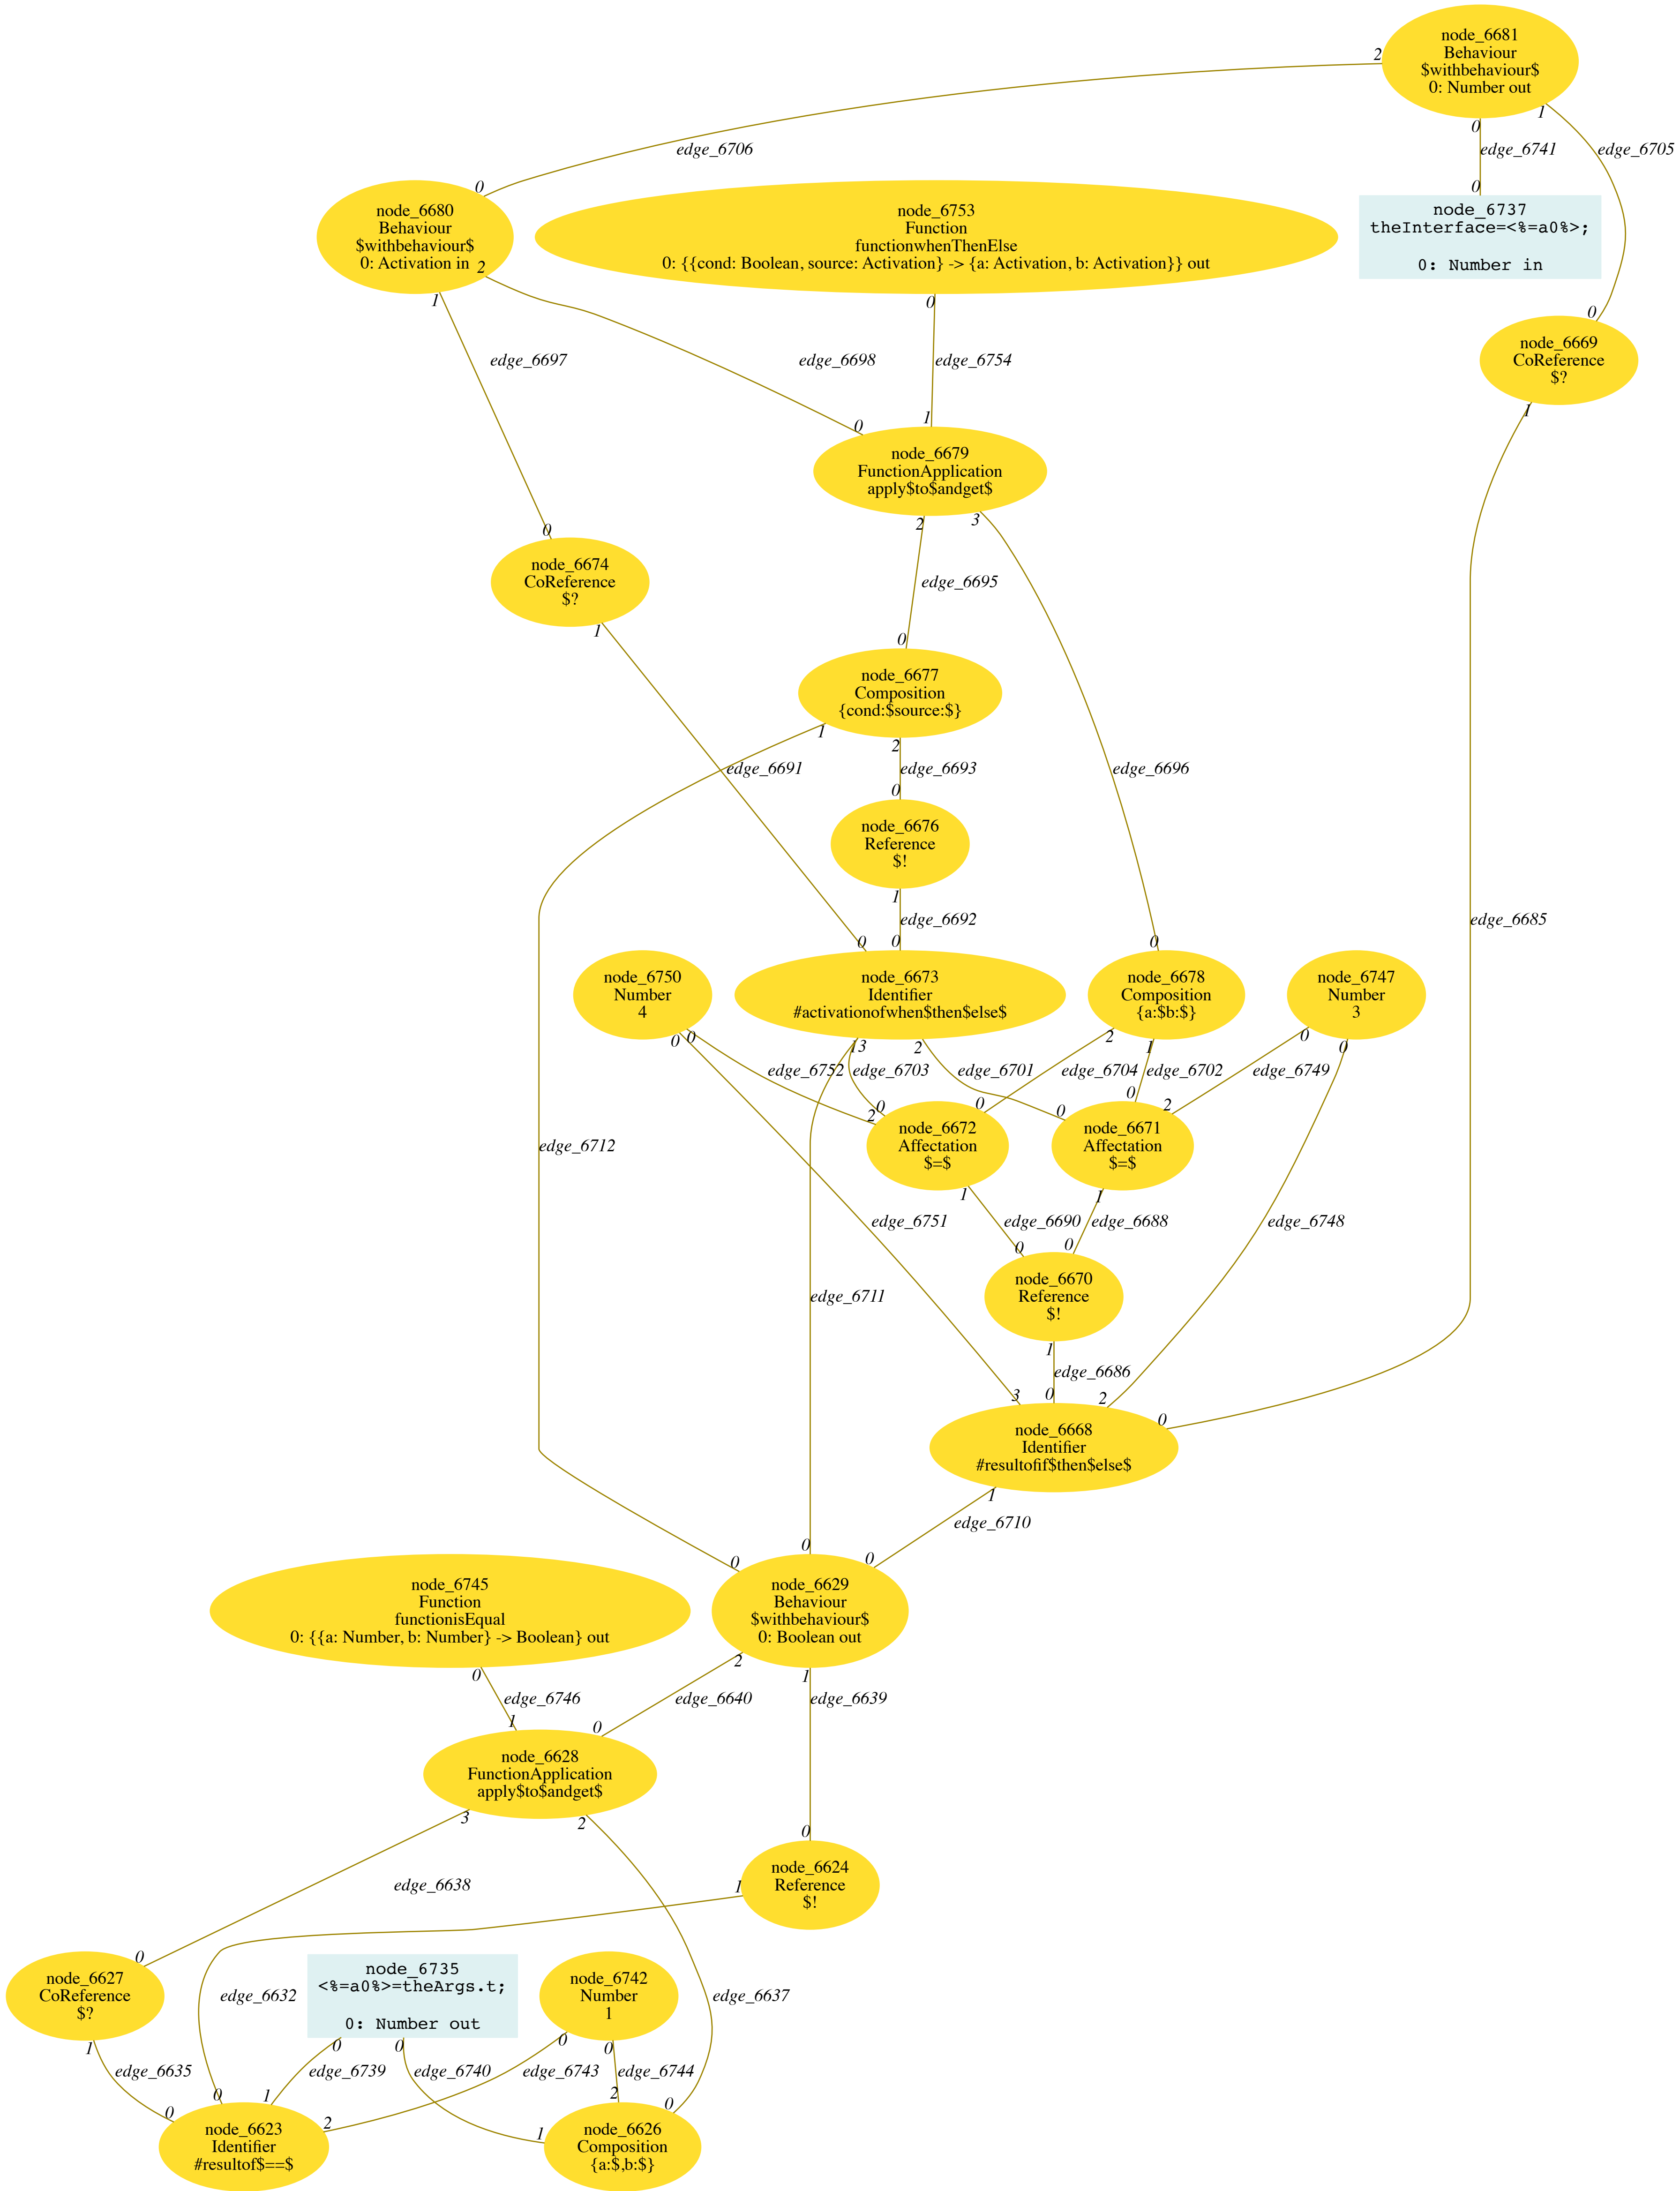 node_6681
Behaviour
$withbehaviour$
0: Number out
2
0
1
edge_6706
edge_6741
edge_6705
0
0
node_6680
Behaviour
$withbehaviour$
0: Activation in
2
1
node_6753
Function
functionwhenThenElse
0: {{cond: Boolean, source: Activation} -> {a: Activation, b: Activation}} out
0
node_6737
theInterface=<%=a0%>;
0: Number in
0
node_6669
CoReference
$?
1
edge_6697
edge_6698
edge_6754
0
1
node_6679
FunctionApplication
apply$to$andget$
2
3
0
node_6674
CoReference
$?
1
edge_6695
0
node_6677
Composition
{cond:$source:$}
1
2
edge_6691
edge_6693
edge_6696
0
node_6676
Reference
$!
1
edge_6692
edge_6685
0
0
0
node_6750
Number
4
0
0
node_6673
Identifier
#activationofwhen$then$else$
1
3
2
node_6678
Composition
{a:$b:$}
2
1
node_6747
Number
3
0
0
edge_6752
edge_6703
edge_6701
edge_6704
edge_6702
edge_6749
2
0
0
0
0
2
edge_6712
node_6672
Affectation
$=$
1
node_6671
Affectation
$=$
1
edge_6751
edge_6690
edge_6688
edge_6748
0
0
node_6670
Reference
$!
1
edge_6711
edge_6686
3
0
2
0
node_6668
Identifier
#resultofif$then$else$
1
edge_6710
0
0
0
node_6745
Function
functionisEqual
0: {{a: Number, b: Number} -> Boolean} out
0
node_6629
Behaviour
$withbehaviour$
0: Boolean out
2
1
edge_6746
edge_6640
edge_6639
1
0
node_6628
FunctionApplication
apply$to$andget$
3
2
0
edge_6638
node_6624
Reference
$!
1
0
node_6627
CoReference
$?
1
edge_6632
node_6735
<%=a0%>=theArgs.t;
0: Number out
0
0
node_6742
Number
1
0
0
edge_6637
edge_6635
edge_6739
edge_6740
edge_6743
edge_6744
0
0
1
2
1
2
0
node_6623
Identifier
#resultof$==$
node_6626
Composition
{a:$,b:$}